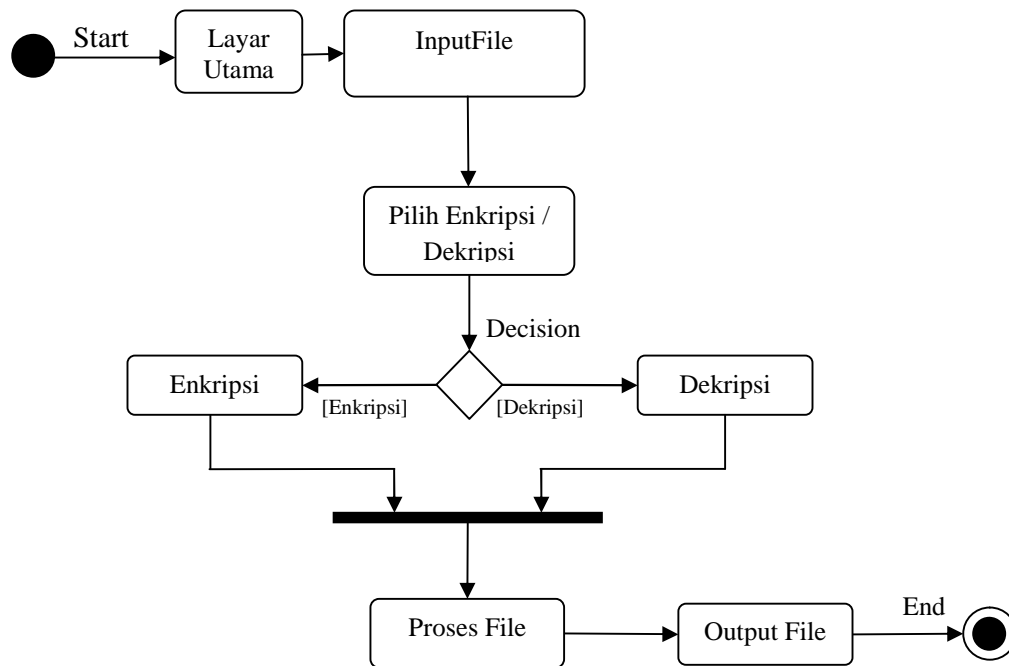 Start
Layar
Utama
InputFile
Pilih Enkripsi /
Dekripsi
Decision
Enkripsi
[Enkripsi]
[Dekripsi]
Dekripsi
Proses File
Output File
End